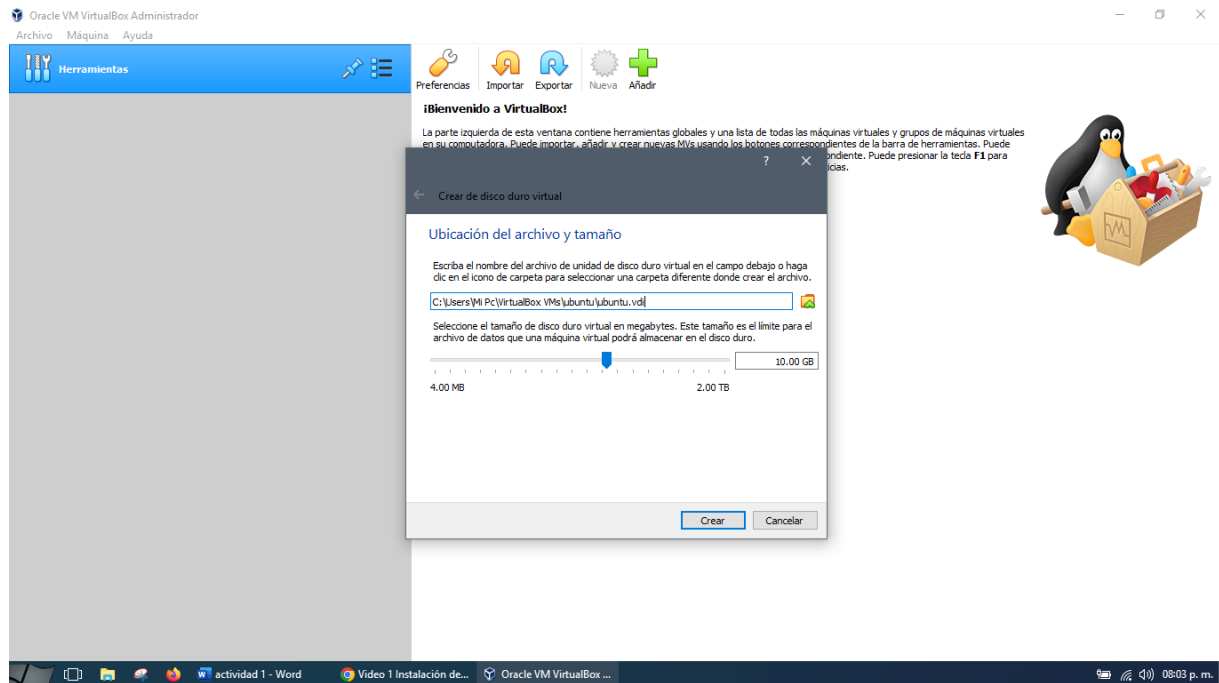 Oracle VM VirtualBox Administrador
Archivo Máquina Ayuda
Herramientas
Preferencias Importar Exportar Nueva Añadir
¡Bienvenido a VirtualBox!
La parte izquierda de esta ventana contiene herramientas globales y una lista de todas las máquinas virtuales y grupos de máquinas virtuales
en su computadora. Puede importar, añadir y crear nuevas MVs usando los botones correspondientes de la barra de herramientas. Puede
ondiente. Puede presionar la tecla F1 para
icias.
?
Crear de disco duro virtual
Ubicación del archivo y tamaño
Escriba el nombre del archivo de unidad de disco duro virtual en el campo debajo o haga
clic en el icono de carpeta para seleccionar una carpeta diferente donde crear el archivo.
C:\Users\Mi Pc\VirtualBox VMs\ubuntu\ubuntu.vdi
Seleccione el tamaño de disco duro virtual en megabytes. Este tamaño es el límite para el
archivo de datos que una máquina virtual podrá almacenar en el disco duro.
10.00 GB
4.00 MB 2.00 TB
Crear Cancelar
actividad 1 - Word Video 1 Instalación de... Oracle VM VirtualBox ... 08:03 p. m.